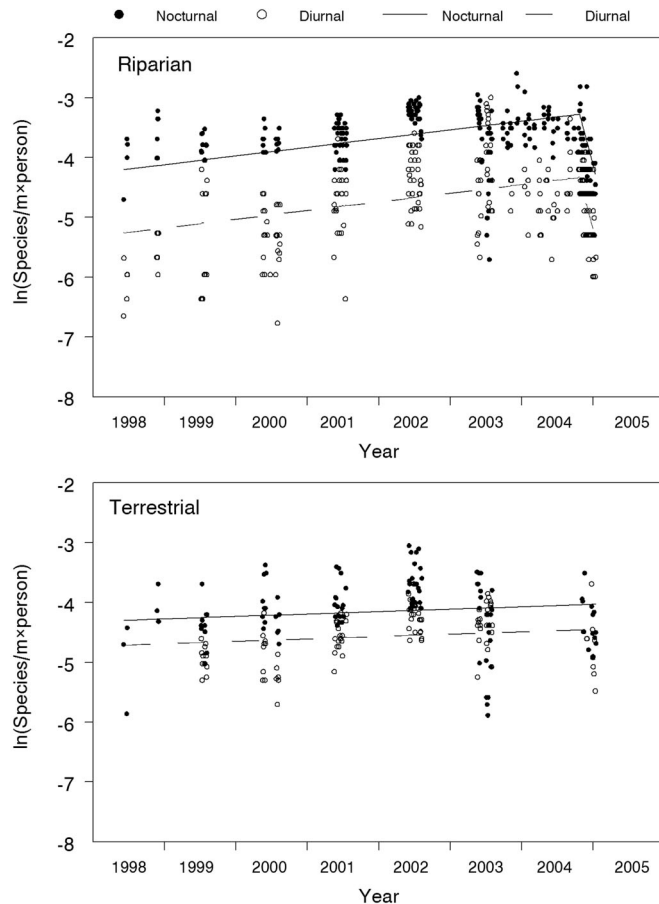 Nocturnal Diurnal Nocturnal Diurnal
-2
Riparian
-3
-4
-5
-6
-7
-8
ln(Species/m×person)
1998 1999 2000 2001 2002 2003 2004 2005
Year
-2
Terrestrial
-3
-4
-5
-6
-7
-8
ln(Species/m×person)
1998 1999 2000 2001 2002 2003 2004 2005
Year